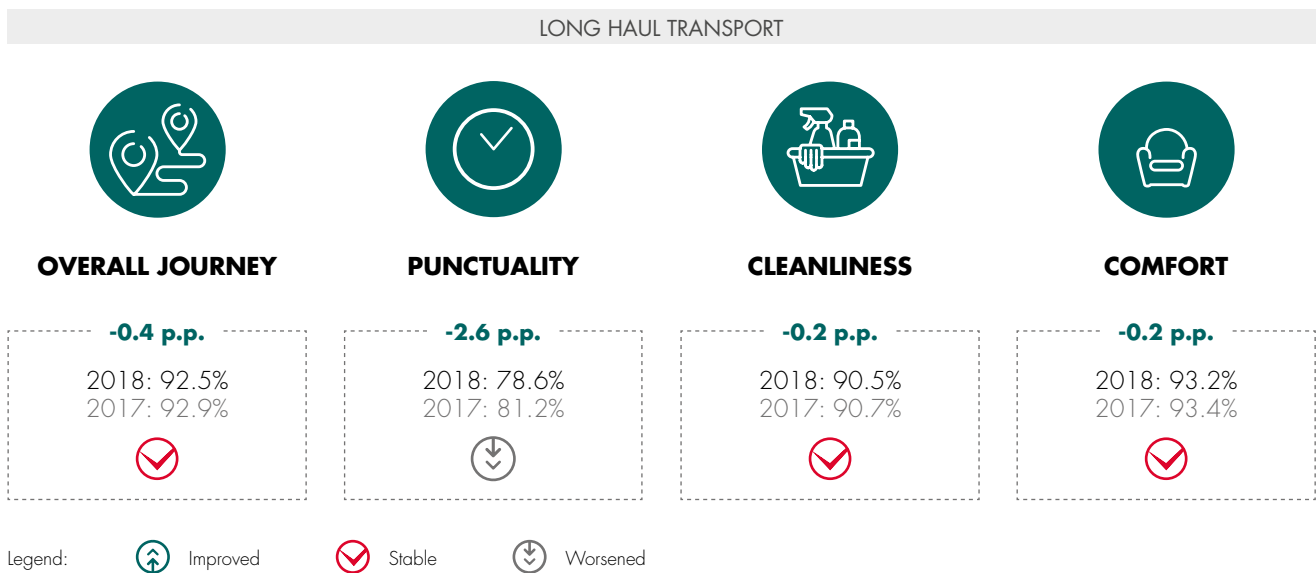 LONG HAUL TRANSPORT
OVERALL JOURNEY
PUNCTUALITY
CLEANLINESS
COMFORT
-0.4 p.p.
-2.6 p.p.
-0.2 p.p.
-0.2 p.p.
2018: 92.5%
2017: 92.9%
2018: 78.6%
2017: 81.2%
2018: 90.5%
2017: 90.7%
2018: 93.2%
2017: 93.4%
Legend: Improved Stable Worsened